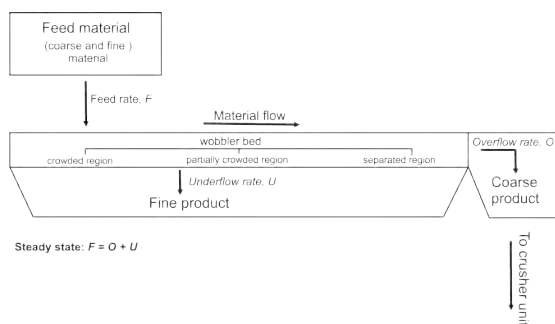 Feed material
(coarse and fine )
material
Feed rate, F
Material flow
wobbler bed
crowded region
partially crowded region
separated region
Overflow rate, O
Underflow rate, U
Fine product
Coarse
product
Steady state: F = O + U
To crusher unit